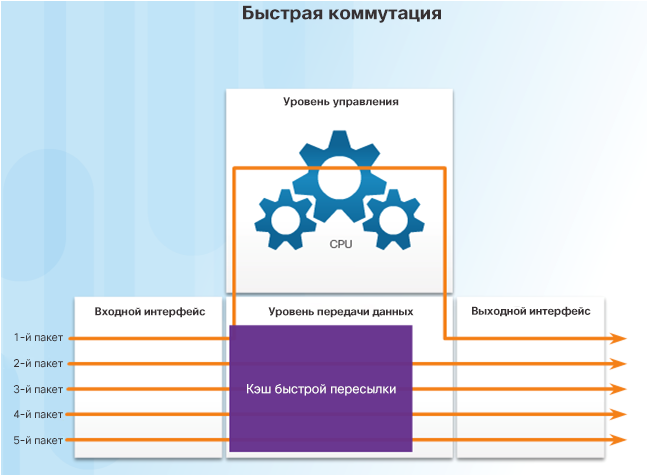 Быстрая коммутация
Уровень управления
CPU
Входной интерфейс
Уровень передачи данных
Выходной интерфейс
1-й пакет
2-й пакет
3-й пакет
4-й пакет
5-й пакет
Кэш быстрой пересылки